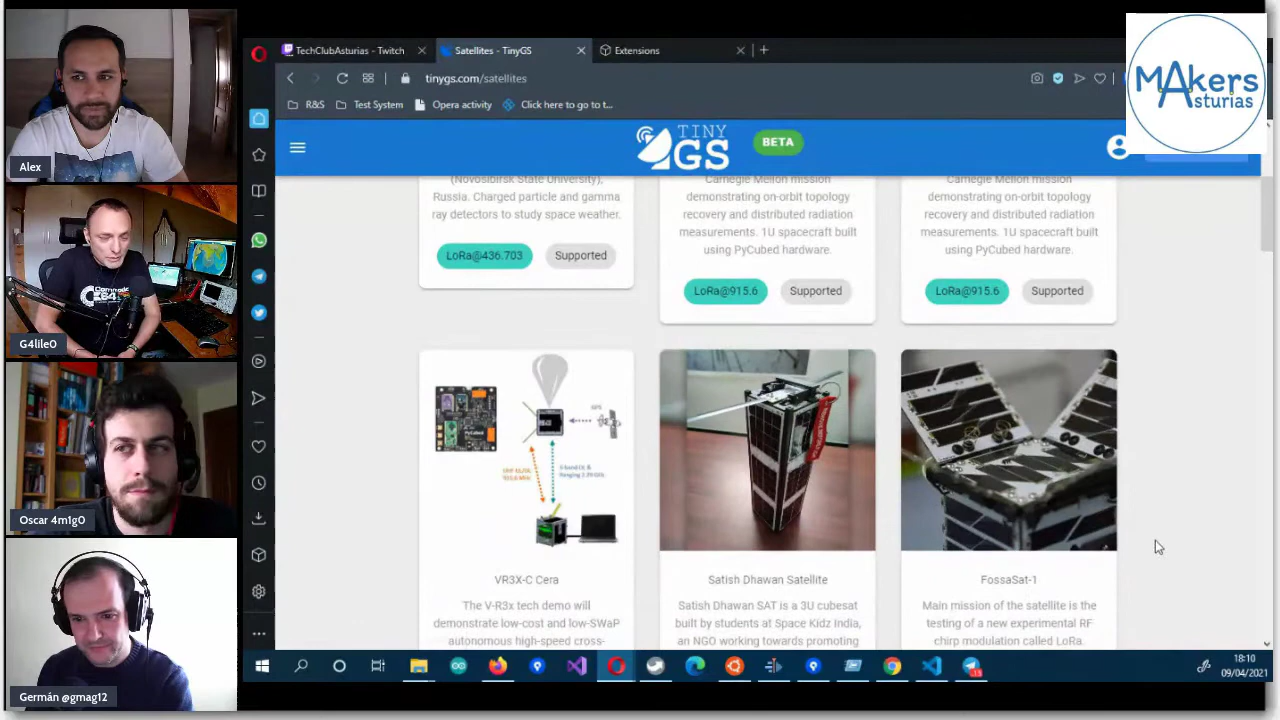 Alex
G4lile0
Oscar 4m1g0
Germán @gmag12
TechClubAsturias - Twitch
Satellites - TinyGS
Extensions
tinygs.com/satellites
R&S
Test System
Opera activity
Click here to go t...
MAkers
Asturias
TINY
GS
BETA
(Novosibirsk State University),
Russia. Charged particle and gamma
ray detectors to study space weather.
LoRa@436.703
Supported
Carnegie Mellon mission
demonstrating on-orbit topology
recovery and distributed radiation
measurements. 1U spacecraft built
using PyCubed hardware.
LoRa@915.6
Supported
Carnegie Mellon mission
demonstrating on-orbit topology
recovery and distributed radiation
measurements. 1U spacecraft built
using PyCubed hardware.
LoRa@915.6
Supported
VR3X-C Cera
The V-R3x tech demo will
demonstrate low-cost and low-SWaP
autonomous high-speed cross-
Satish Dhawan Satellite
Satish Dhawan SAT is a 3U cubesat
built by students at Space Kidz India,
an NGO working towards promoting
FossaSat-1
Main mission of the satellite is the
testing of a new experimental RF
chirp modulation called LoRa.
18:10
09/04/2021